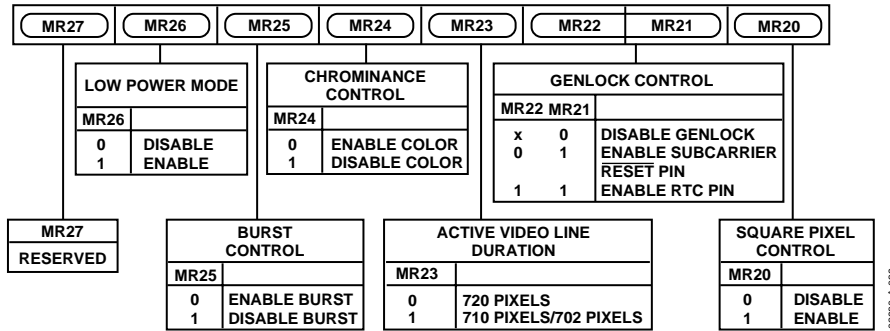 MR27 MR26 MR25 MR24 MR23 MR22 MR21 MR20
LOW POWER MODE
MR26
0 DISABLE
1 ENABLE
CHROMINANCE
CONTROL
MR24
0 ENABLE COLOR
1 DISABLE COLOR
GENLOCK CONTROL
MR22 MR21
x 0 DISABLE GENLOCK
0 1 ENABLE SUBCARRIER
RESET PIN
1 1 ENABLE RTC PIN
MR27
RESERVED
BURST
CONTROL
MR25
0 ENABLE BURST
1 DISABLE BURST
ACTIVE VIDEO LINE
DURATION
MR23
0 720 PIXELS
1 710 PIXELS/702 PIXELS
SQUARE PIXEL
CONTROL
MR20
0 DISABLE
1 ENABLE